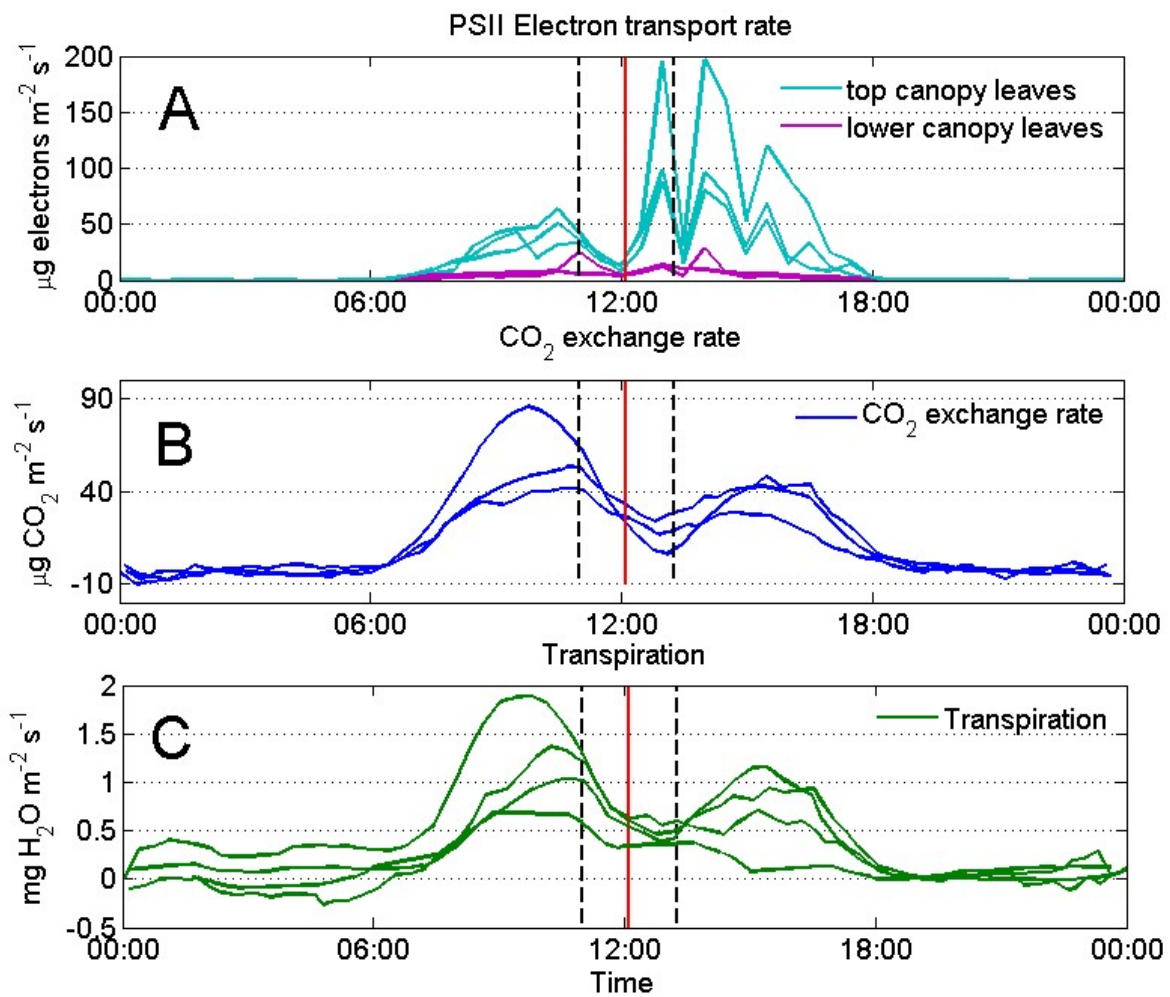 PSII Electron transport rate
A
µg electrons m⁻² s⁻¹
200
150
100
50
0
top canopy leaves
lower canopy leaves
00:00 06:00 12:00 18:00 00:00
CO₂ exchange rate
B
µg CO₂ m⁻² s⁻¹
90
40
-10
CO₂ exchange rate
00:00 06:00 12:00 18:00 00:00
Transpiration
C
mg H₂O m⁻² s⁻¹
2
1.5
1
0.5
0
-0.5
Transpiration
00:00 06:00 12:00 18:00 00:00
Time